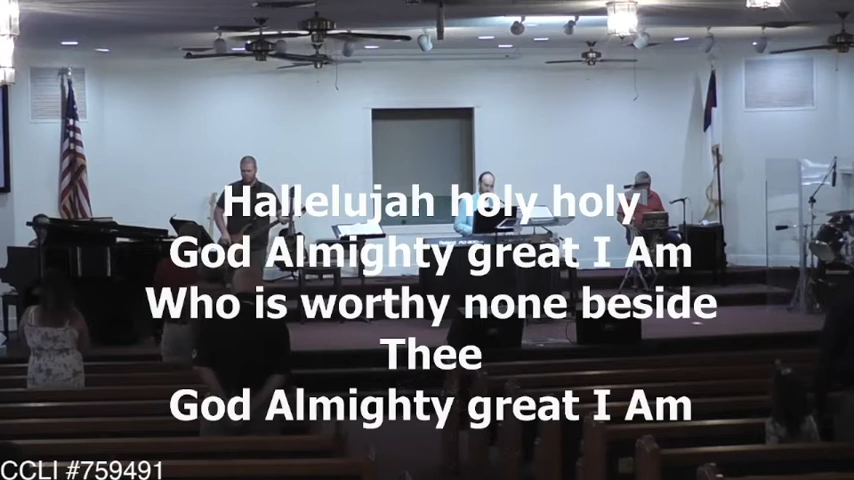 Hallelujah holy holy
God Almighty great I Am
Who is worthy none beside
Thee
God Almighty great I Am
CCLI #759491